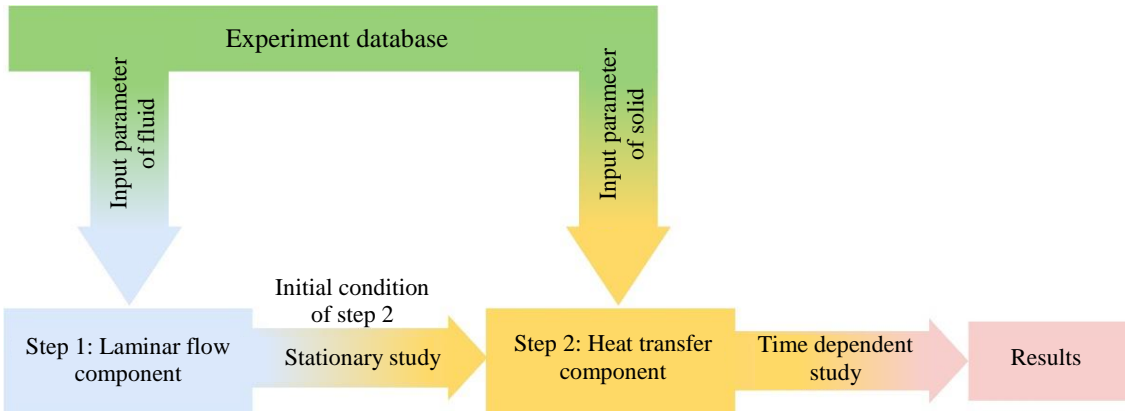 Experiment database
Input parameter
of fluid
Input parameter
of solid
Step 1: Laminar flow
component
Initial condition
of step 2
Stationary study
Step 2: Heat transfer
component
Time dependent
study
Results